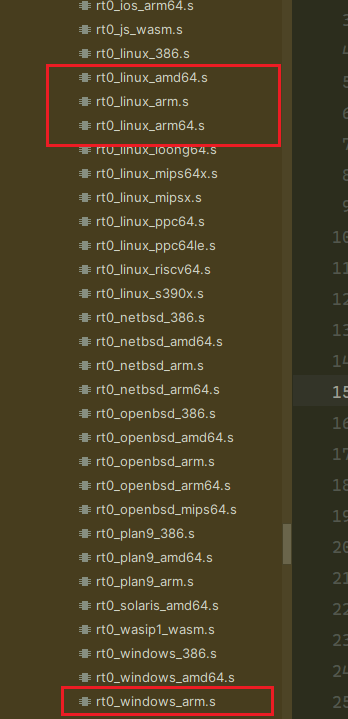 rt0_ios_arm64.s
rt0_js_wasm.s
rt0_linux_386.s
rt0_linux_amd64.s
rt0_linux_arm.s
rt0_linux_arm64.s
rt0_linux_loong64.s
rt0_linux_mips64x.s
rt0_linux_mipsx.s
rt0_linux_ppc64.s
rt0_linux_ppc64le.s
rt0_linux_riscv64.s
rt0_linux_s390x.s
rt0_netbsd_386.s
rt0_netbsd_amd64.s
rt0_netbsd_arm.s
rt0_netbsd_arm64.s
rt0_openbsd_386.s
rt0_openbsd_amd64.s
rt0_openbsd_arm.s
rt0_openbsd_arm64.s
rt0_openbsd_mips64.s
rt0_plan9_386.s
rt0_plan9_amd64.s
rt0_plan9_arm.s
rt0_solaris_amd64.s
rt0_wasip1_wasm.s
rt0_windows_386.s
rt0_windows_amd64.s
rt0_windows_arm.s
3
4
5
6
7
8
9
10
11
12
13
14
15
16
17
18
19
20
21
22
23
24
25